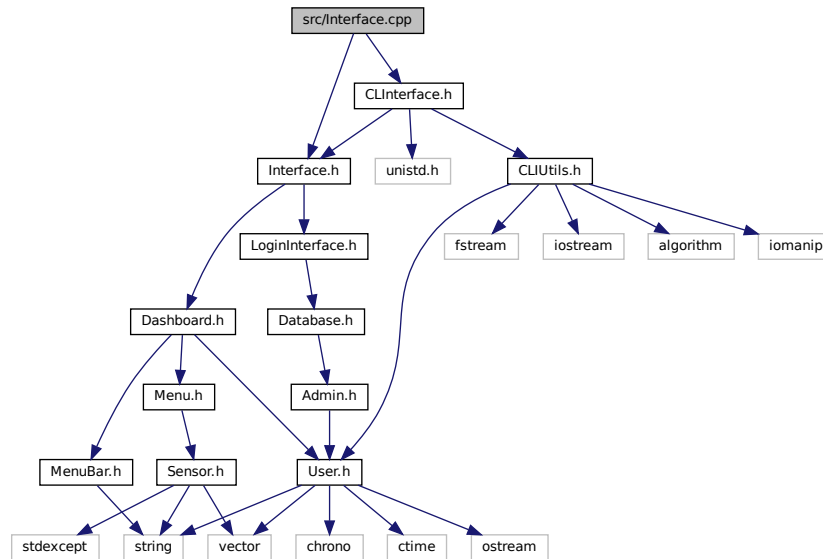 src/Interface.cpp
CLInterface.h
Interface.h
unistd.h
CLIUtils.h
LoginInterface.h
fstream
iostream
algorithm
iomanip
Dashboard.h
Database.h
Menu.h
Admin.h
MenuBar.h
Sensor.h
User.h
stdexcept
string
vector
chrono
ctime
ostream